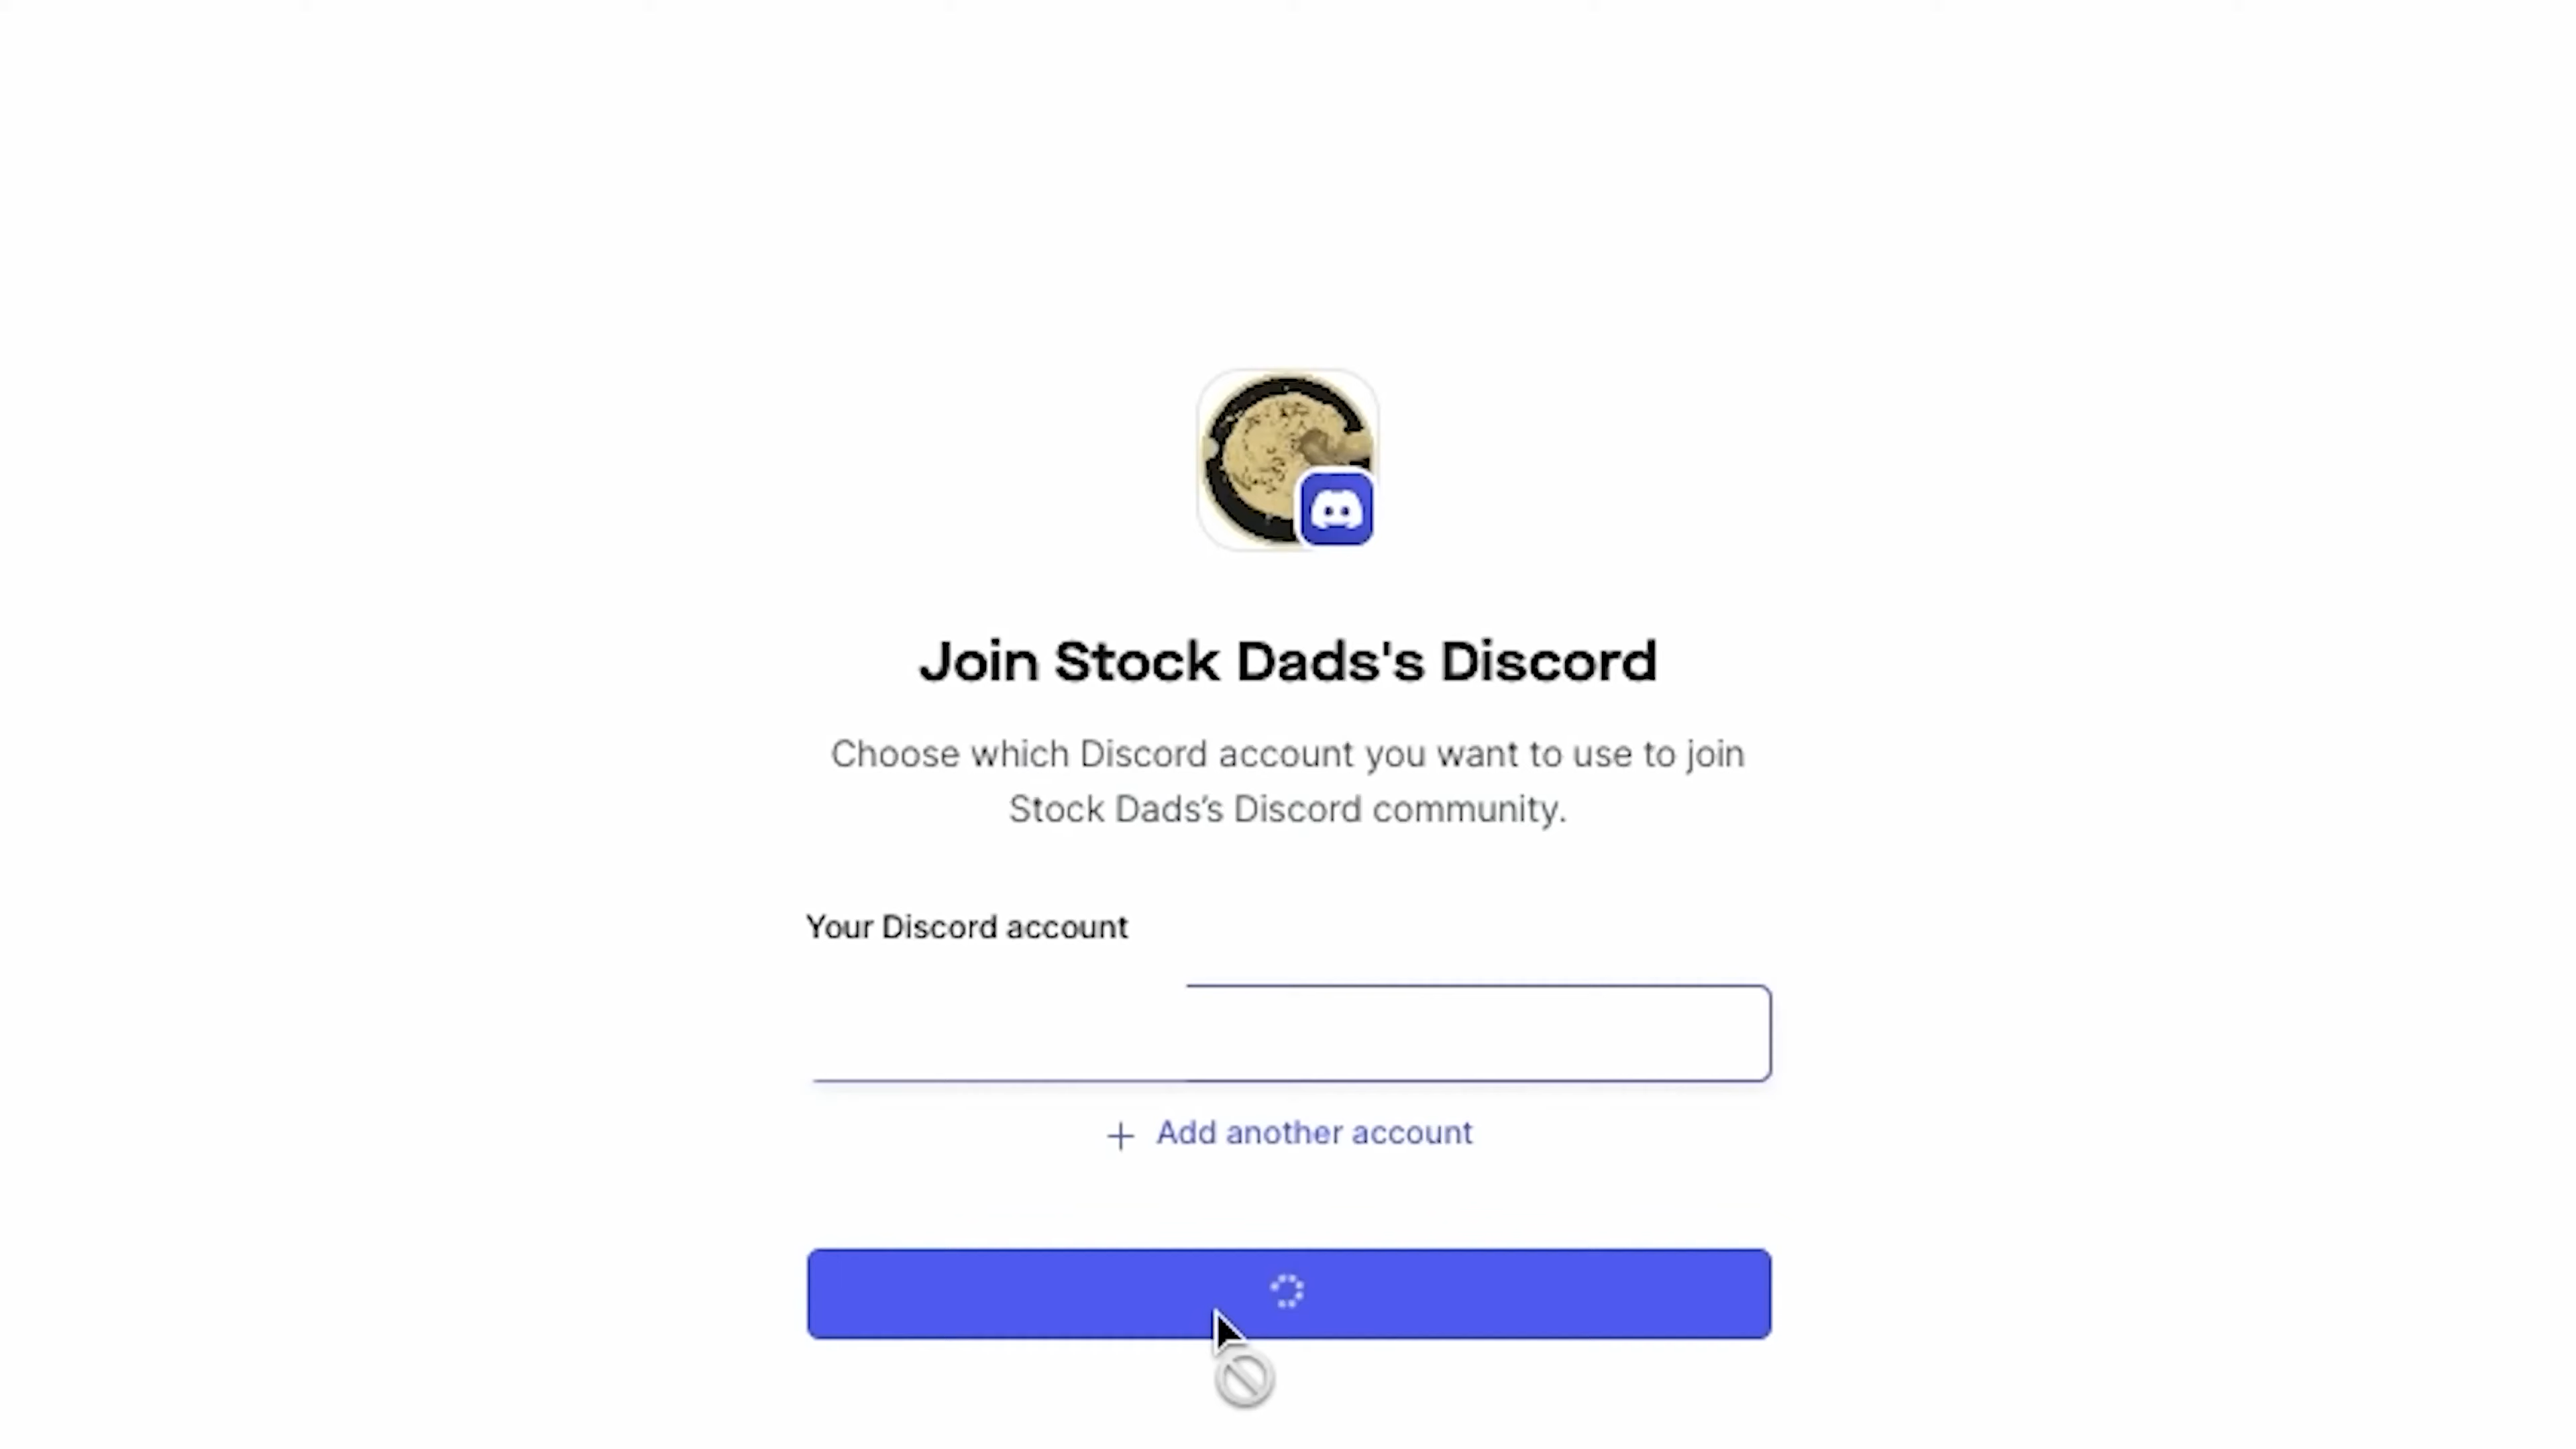 Join Stock Dads's Discord
Choose which Discord account you want to use to join
Stock Dads’s Discord community.
Your Discord account
Add another account